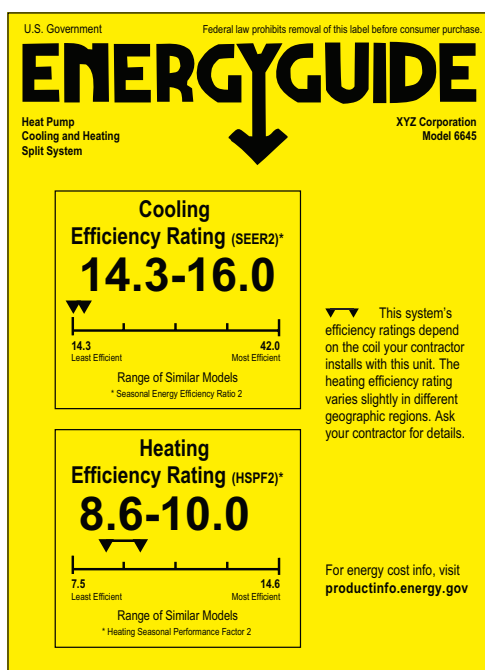 U.S. Government
Federal law prohibits removal of this label before consumer purchase.
ENERGYGUIDE
Heat Pump
Cooling and Heating
Split System
XYZ Corporation
Model 6645
Cooling
Efficiency Rating (SEER2)*
14.3-16.0
14.3
Least Efficient
42.0
Most Efficient
Range of Similar Models
* Seasonal Energy Efficiency Ratio 2
This system’s
efficiency ratings depend
on the coil your contractor
installs with this unit. The
heating efficiency rating
varies slightly in different
geographic regions. Ask
your contractor for details.
Heating
Efficiency Rating (HSPF2)*
8.6-10.0
7.5
Least Efficient
14.6
Most Efficient
Range of Similar Models
* Heating Seasonal Performance Factor 2
For energy cost info, visit
productinfo.energy.gov